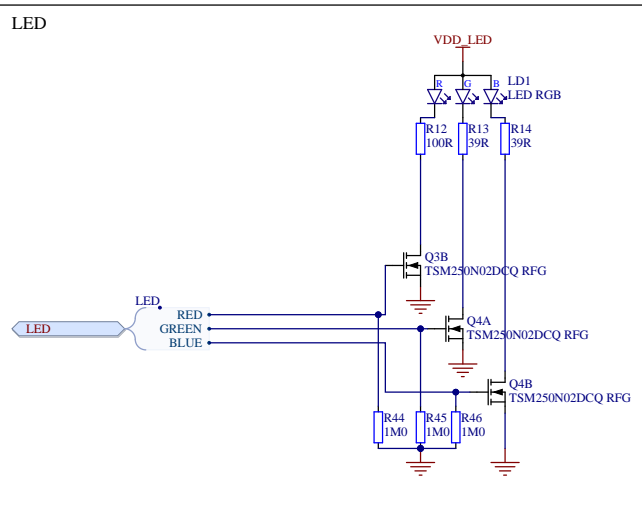 LED
VDD_LED
R
G
B
LD1
LED RGB
R12
100R
R13
39R
R14
39R
Q3B
TSM250N02DCQ RFG
LED
RED
GREEN
BLUE
LED
Q4A
TSM250N02DCQ RFG
Q4B
TSM250N02DCQ RFG
R44
1M0
R45
1M0
R46
1M0